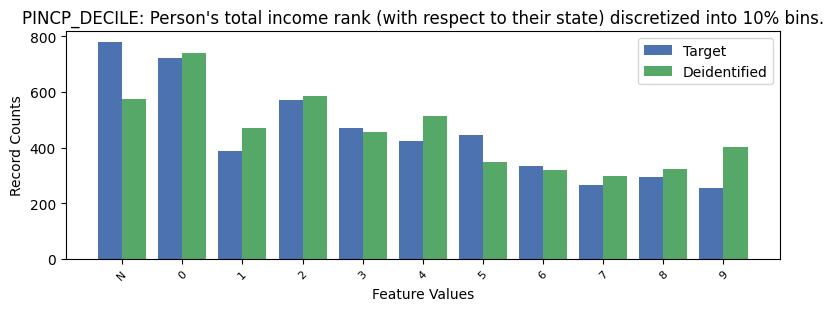 PINCP_DECILE: Person's total income rank (with respect to their state) discretized into 10% bins.
800
600
400
200
0
Record Counts
Target
Deidentified
N 0 1 2 3 4 5 6 7 8 9
Feature Values